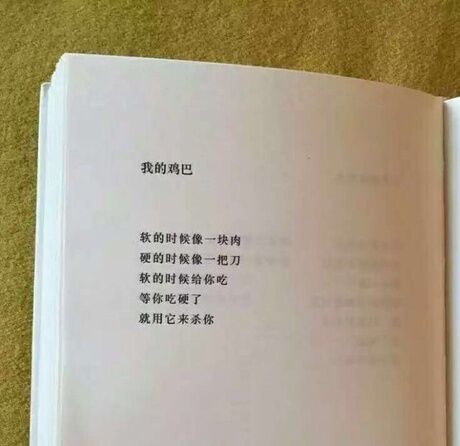 我的鸡巴
软的时候像一块肉
硬的时候像一把刀
软的时候给你吃
等你吃硬了
就用它来杀你